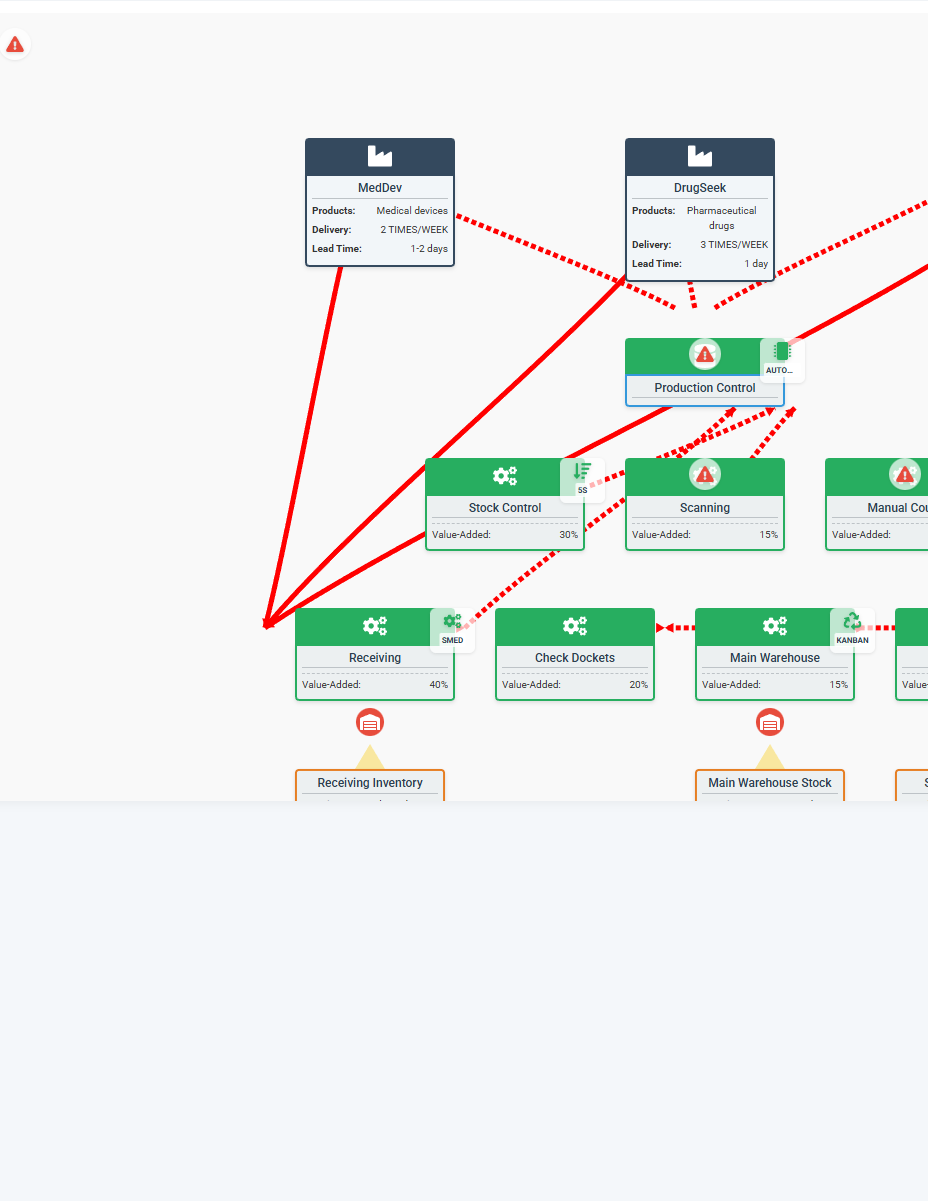 MedDev
Products: Medical devices
Delivery: 2 TIMES/WEEK
Lead Time: 1-2 days
DrugSeek
Products: Pharmaceutical
drugs
Delivery: 3 TIMES/WEEK
Lead Time: 1 day
AUTO...
Production Control
5S
Stock Control
Value-Added: 30%
Scanning
Value-Added: 15%
Manual Cou
Value-Added:
SMED
Receiving
Value-Added: 40%
Check Dockets
Value-Added: 20%
KANBAN
Main Warehouse
Value-Added: 15%
Value-
Receiving Inventory
Main Warehouse Stock
S